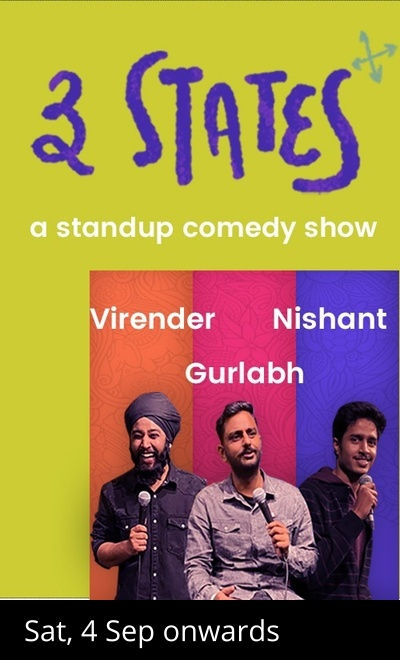 3 STATES
a standup comedy show
Virender Nishant
Gurlabh
Sat, 4 Sep onwards